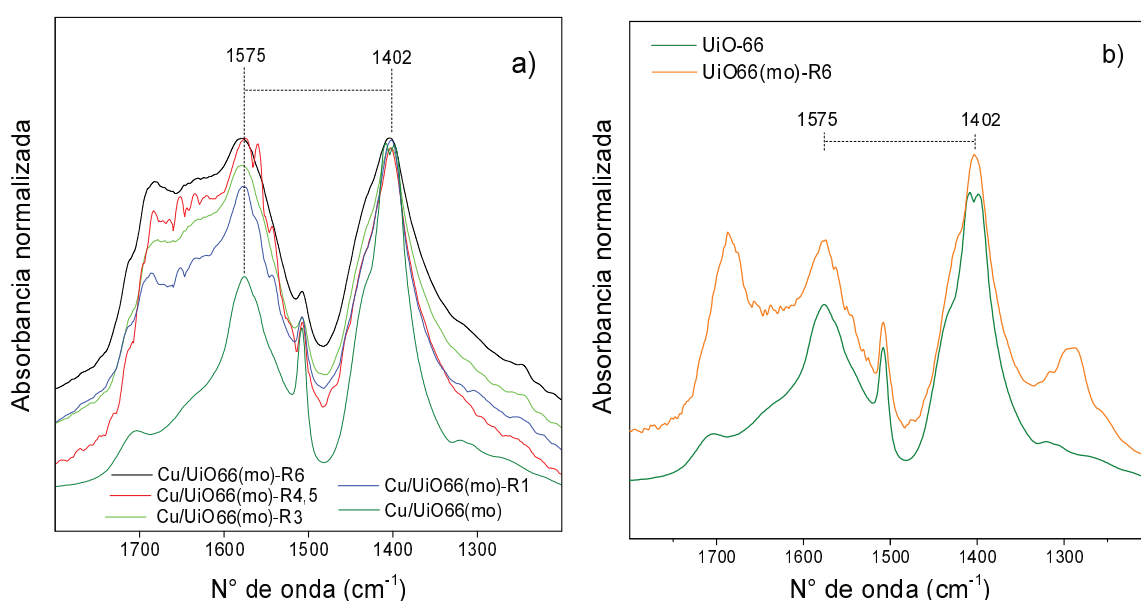 1575
1402
a)
Absorbancia normalizada
Cu/UiO66(mo)-R6
Cu/UiO66(mo)-R4,5
Cu/UiO66(mo)-R3
Cu/UiO66(mo)-R1
Cu/UiO66(mo)
1700 1600 1500 1400 1300
N° de onda (cm⁻¹)
UiO-66
UiO66(mo)-R6
b)
1575
1402
Absorbancia normalizada
1700 1600 1500 1400 1300
N° de onda (cm⁻¹)